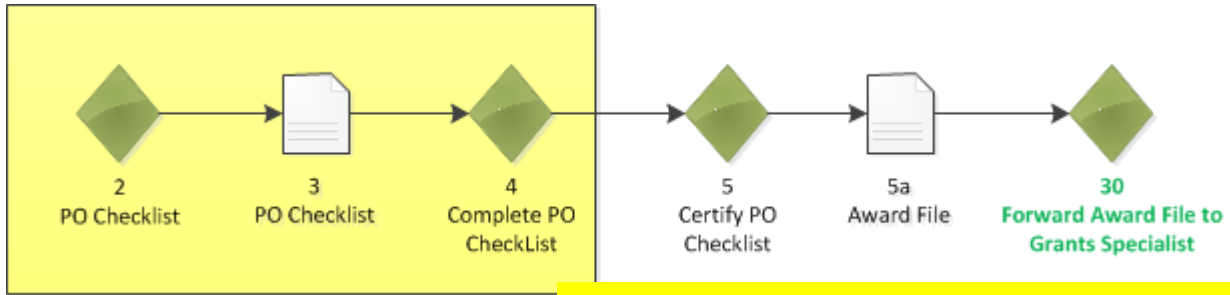 2
PO Checklist
3
PO Checklist
4
Complete PO
CheckList
5
Certify PO
Checklist
5a
Award File
30
Forward Award File to
Grants Specialist